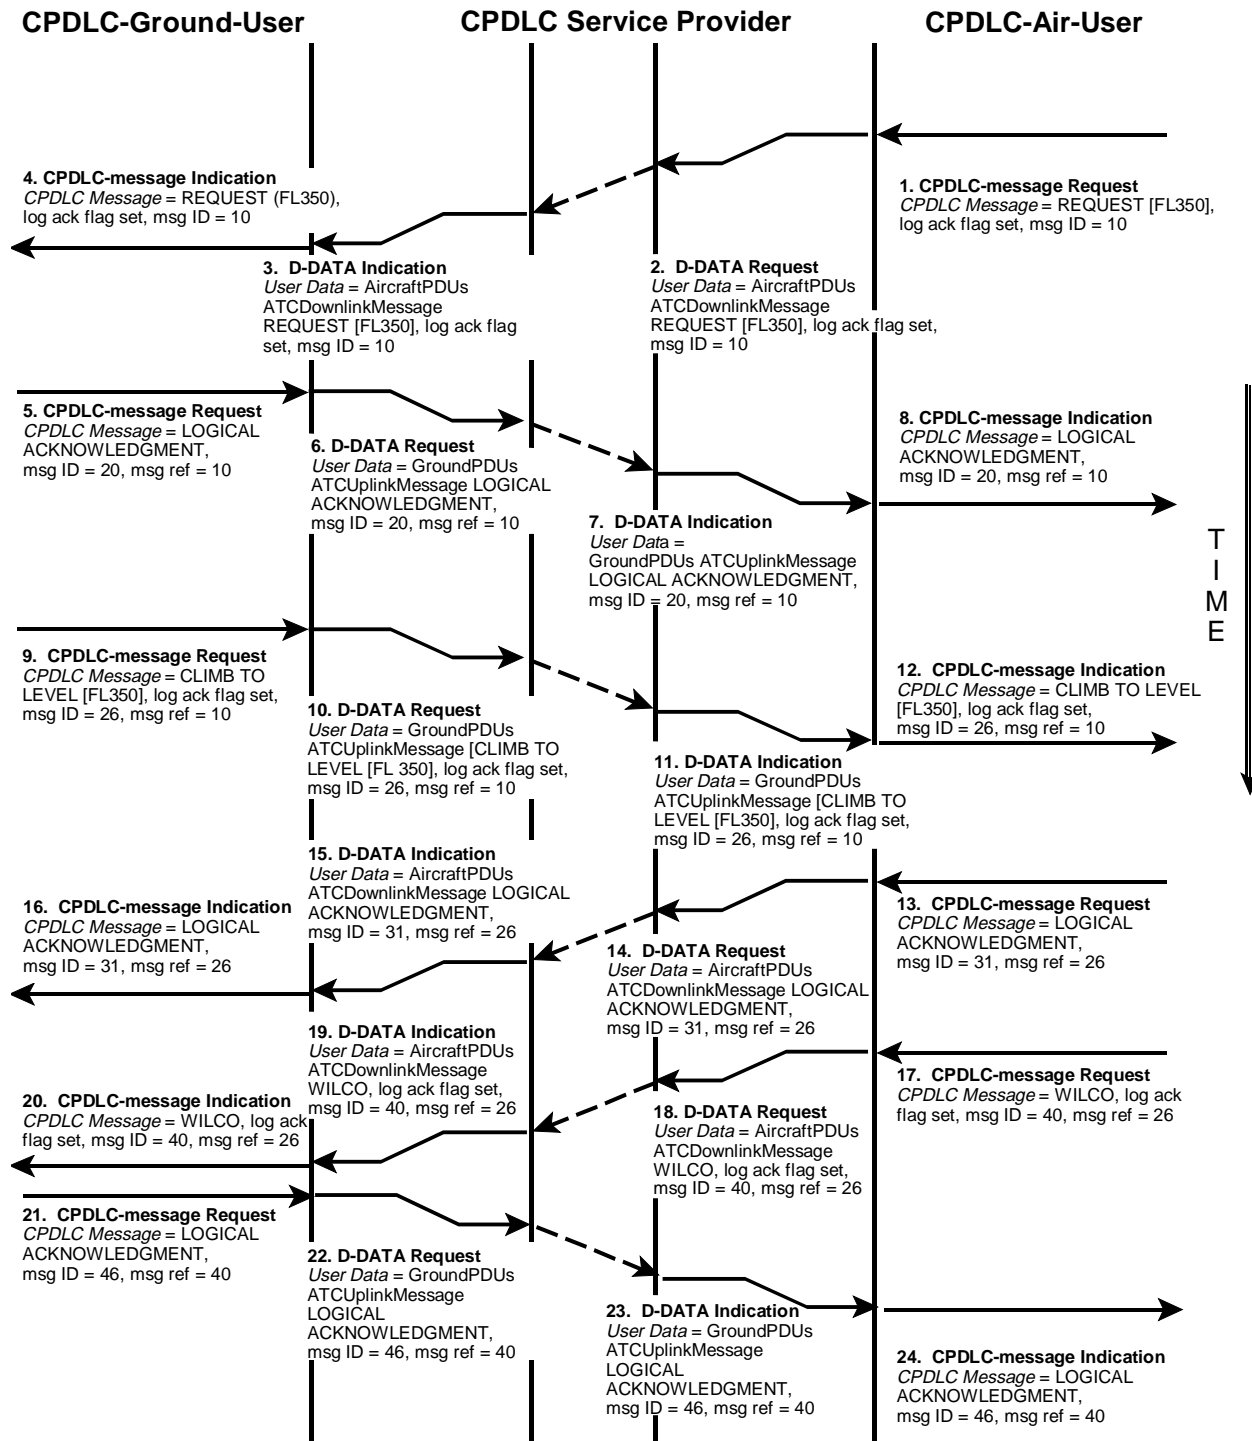 CPDLC-Ground-User
CPDLC Service Provider
CPDLC-Air-User
4. CPDLC-message Indication
CPDLC Message = REQUEST (FL350),
log ack flag set, msg ID = 10
1. CPDLC-message Request
CPDLC Message = REQUEST [FL350],
log ack flag set, msg ID = 10
3. D-DATA Indication
User Data = AircraftPDUs
ATCDownlinkMessage
REQUEST [FL350], log ack flag
set, msg ID = 10
2. D-DATA Request
User Data = AircraftPDUs
ATCDownlinkMessage
REQUEST [FL350], log ack flag set,
msg ID = 10
5. CPDLC-message Request
CPDLC Message = LOGICAL
ACKNOWLEDGMENT,
msg ID = 20, msg ref = 10
6. D-DATA Request
User Data = GroundPDUs
ATCUplinkMessage LOGICAL
ACKNOWLEDGMENT,
msg ID = 20, msg ref = 10
7. D-DATA Indication
User Data =
GroundPDUs ATCUplinkMessage
LOGICAL ACKNOWLEDGMENT,
msg ID = 20, msg ref = 10
8. CPDLC-message Indication
CPDLC Message = LOGICAL
ACKNOWLEDGMENT,
msg ID = 20, msg ref = 10
T
I
M
E
9. CPDLC-message Request
CPDLC Message = CLIMB TO
LEVEL [FL350], log ack flag set,
msg ID = 26, msg ref = 10
10. D-DATA Request
User Data = GroundPDUs
ATCUplinkMessage [CLIMB TO
LEVEL [FL 350], log ack flag set,
msg ID = 26, msg ref = 10
11. D-DATA Indication
User Data = GroundPDUs
ATCUplinkMessage [CLIMB TO
LEVEL [FL350], log ack flag set,
msg ID = 26, msg ref = 10
12. CPDLC-message Indication
CPDLC Message = CLIMB TO LEVEL
[FL350], log ack flag set,
msg ID = 26, msg ref = 10
15. D-DATA Indication
User Data = AircraftPDUs
ATCDownlinkMessage LOGICAL
ACKNOWLEDGMENT,
msg ID = 31, msg ref = 26
16. CPDLC-message Indication
CPDLC Message = LOGICAL
ACKNOWLEDGMENT,
msg ID = 31, msg ref = 26
13. CPDLC-message Request
CPDLC Message = LOGICAL
ACKNOWLEDGMENT,
msg ID = 31, msg ref = 26
14. D-DATA Request
User Data = AircraftPDUs
ATCDownlinkMessage LOGICAL
ACKNOWLEDGMENT,
msg ID = 31, msg ref = 26
19. D-DATA Indication
User Data = AircraftPDUs
ATCDownlinkMessage
WILCO, log ack flag set,
msg ID = 40, msg ref = 26
20. CPDLC-message Indication
CPDLC Message = WILCO, log ack
flag set, msg ID = 40, msg ref = 26
17. CPDLC-message Request
CPDLC Message = WILCO, log ack
flag set, msg ID = 40, msg ref = 26
18. D-DATA Request
User Data = AircraftPDUs
ATCDownlinkMessage
WILCO, log ack flag set,
msg ID = 40, msg ref = 26
21. CPDLC-message Request
CPDLC Message = LOGICAL
ACKNOWLEDGMENT,
msg ID = 46, msg ref = 40
22. D-DATA Request
User Data = GroundPDUs
ATCUplinkMessage
LOGICAL
ACKNOWLEDGMENT,
msg ID = 46, msg ref = 40
23. D-DATA Indication
User Data = GroundPDUs
ATCUplinkMessage
LOGICAL
ACKNOWLEDGMENT,
msg ID = 46, msg ref = 40
24. CPDLC-message Indication
CPDLC Message = LOGICAL
ACKNOWLEDGMENT,
msg ID = 46, msg ref = 40